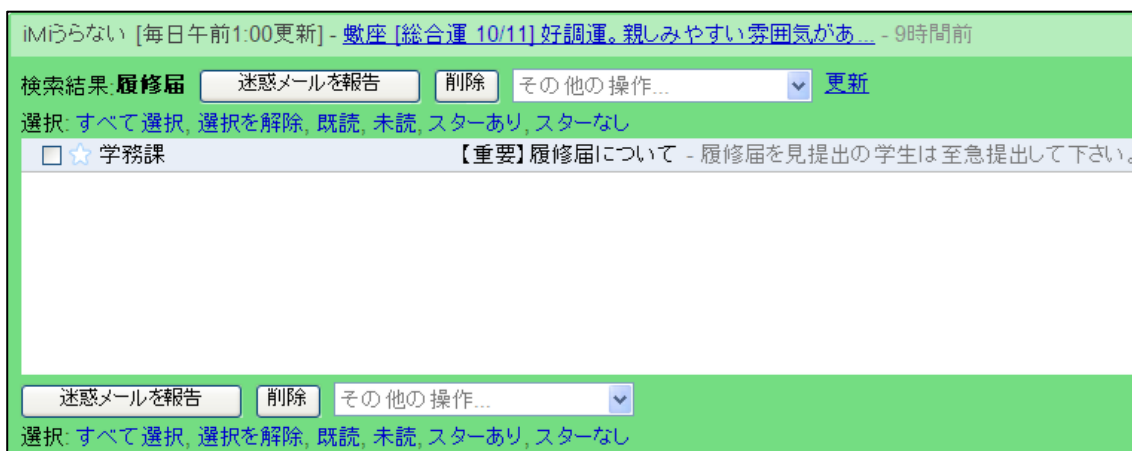 iMiうらない [毎日午前1:00更新] - 蠍座 [総合運 10/11] 好調運。親しみやすい雰囲気があ... - 9時間前
検索結果:履修届 迷惑メールを報告 削除 その他の操作... 更新
選択: すべて選択, 選択を解除, 既読, 未読, スターあり, スターなし
学務課 【重要】履修届について - 履修届を見提出の学生は至急提出して下さい。
迷惑メールを報告 削除 その他の操作...
選択: すべて選択, 選択を解除, 既読, 未読, スターあり, スターなし